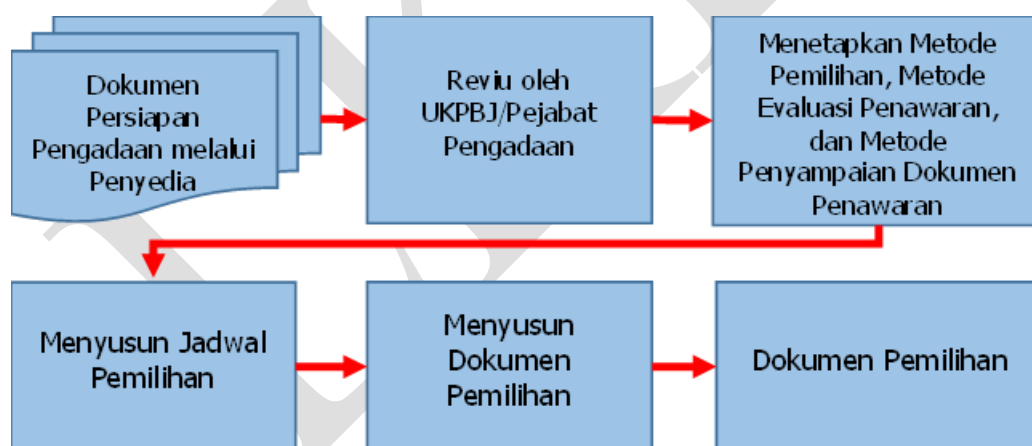 Dokumen
Persiapan
Pengadaan melalui
Penyedia
Reviu oleh
UKPBJ/Pejabat
Pengadaan
Menetapkan Metode
Pemilihan, Metode
Evaluasi Penawaran,
dan Metode
Penyampaian Dokumen
Penawaran
Menyusun Jadwal
Pemilihan
Menyusun
Dokumen
Pemilihan
Dokumen Pemilihan